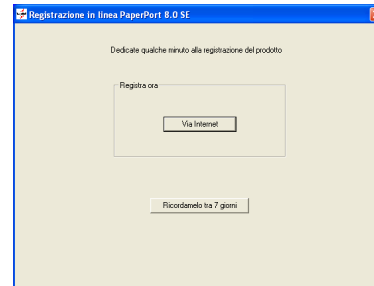 Registrazione in linea PaperPort 8.0 SE
Dedicate qualche minuto alla registrazione del prodotto
Registra ora
Via Internet
Ricordamelo tra 7 giorni